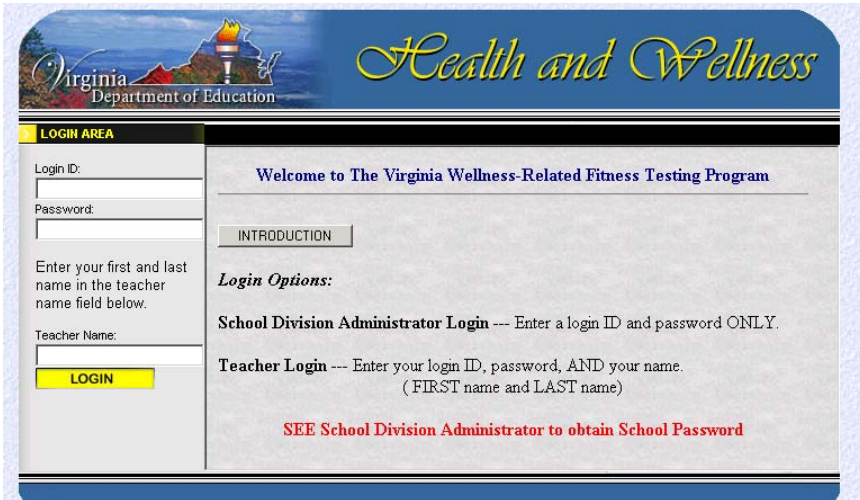 Virginia
Department of Education
Health and Wellness
LOGIN AREA
Login ID:
Password:
Enter your first and last
name in the teacher
name field below.
Teacher Name:
LOGIN
Welcome to The Virginia Wellness-Related Fitness Testing Program
INTRODUCTION
Login Options:
School Division Administrator Login --- Enter a login ID and password ONLY.
Teacher Login --- Enter your login ID, password, AND your name.
( FIRST name and LAST name)
SEE School Division Administrator to obtain School Password